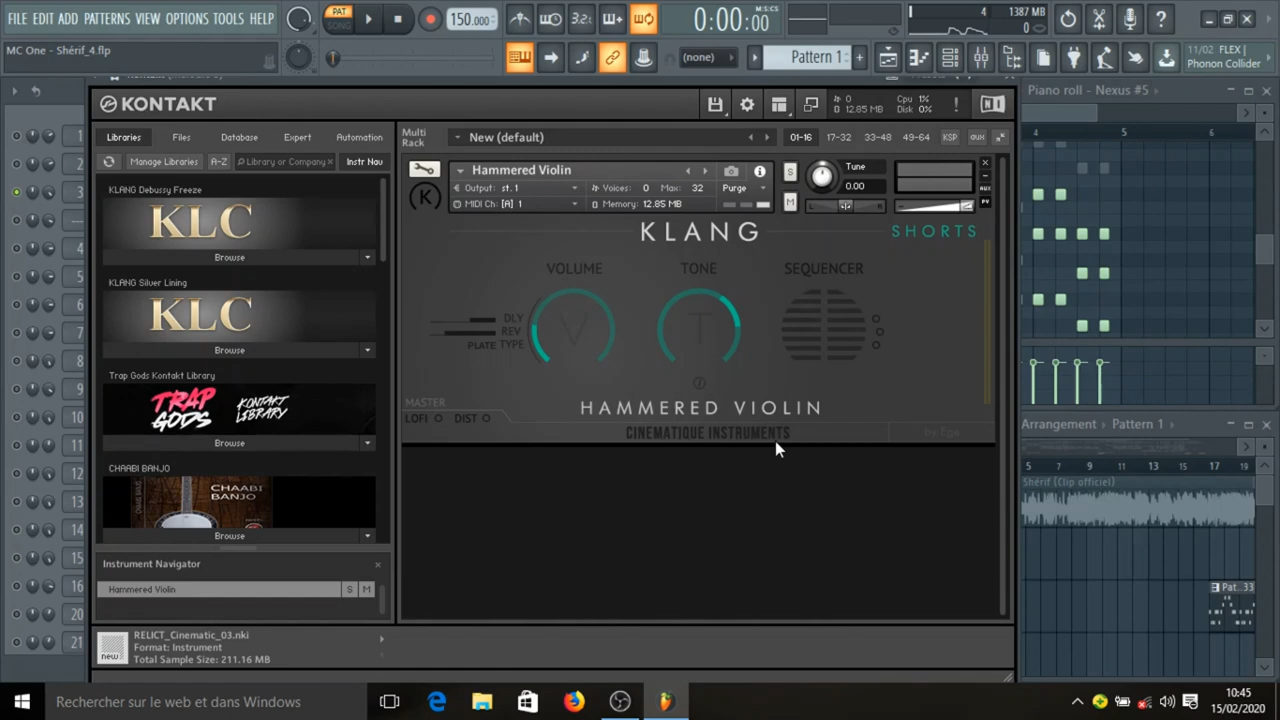 FILE EDIT ADD PATTERNS VIEW OPTIONS TOOLS HELP
PAT
SONG
150.000
3.2
0:00:00
M:S:CS
4
1387 MB
0
MC One - Shérif_4.flp
(none)
Pattern 1
11/02 FLEX |
Phonon Collider
KONTAKT
0
12.85 MB
Cpu 1%
Disk 0%
Libraries
Files
Database
Expert
Automation
Multi
Rack
New (default)
01-16
17-32
33-48
49-64
KSP
aux
Manage Libraries
A-Z
Library or Company
Instr Nav
KLANG Debussy Freeze
KLC
Browse
KLANG Silver Lining
KLC
Browse
Trap Gods Kontakt Library
TRAP
GODS
KONTAKT
LIBRARY
Browse
CHAABI BANJO
CHAABI
BANJO
Browse
Hammered Violin
Output: st. 1
Voices: 0 Max: 32
Purge
MIDI Ch: [A] 1
Memory: 12.85 MB
S
M
Tune
0.00
L
R
AUX
PV
KLANG
SHORTS
VOLUME
TONE
SEQUENCER
DLY
REV
PLATE TYPE
V
T
MASTER
LOFI
DIST
HAMMERED VIOLIN
CINEMATIQUE INSTRUMENTS
Instrument Navigator
Hammered Violin
S
M
new
RELICT_Cinematic_03.nki
Format: Instrument
Total Sample Size: 211.16 MB
1
2
3
4
5
6
7
8
9
10
11
12
13
14
15
16
20
21
Piano roll - Nexus #5
4
5
6
Arrangement
Pattern 1
5
7
9
11
13
15
17
19
Shérif (Clip officiel)
Pat..33
Rechercher sur le web et dans Windows
10:45
15/02/2020